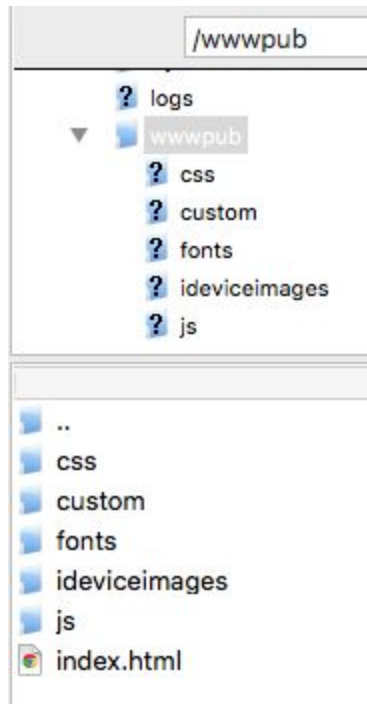 /wwwpub
logs
wwwpub
css
custom
fonts
ideviceimages
js
..
css
custom
fonts
ideviceimages
js
index.html